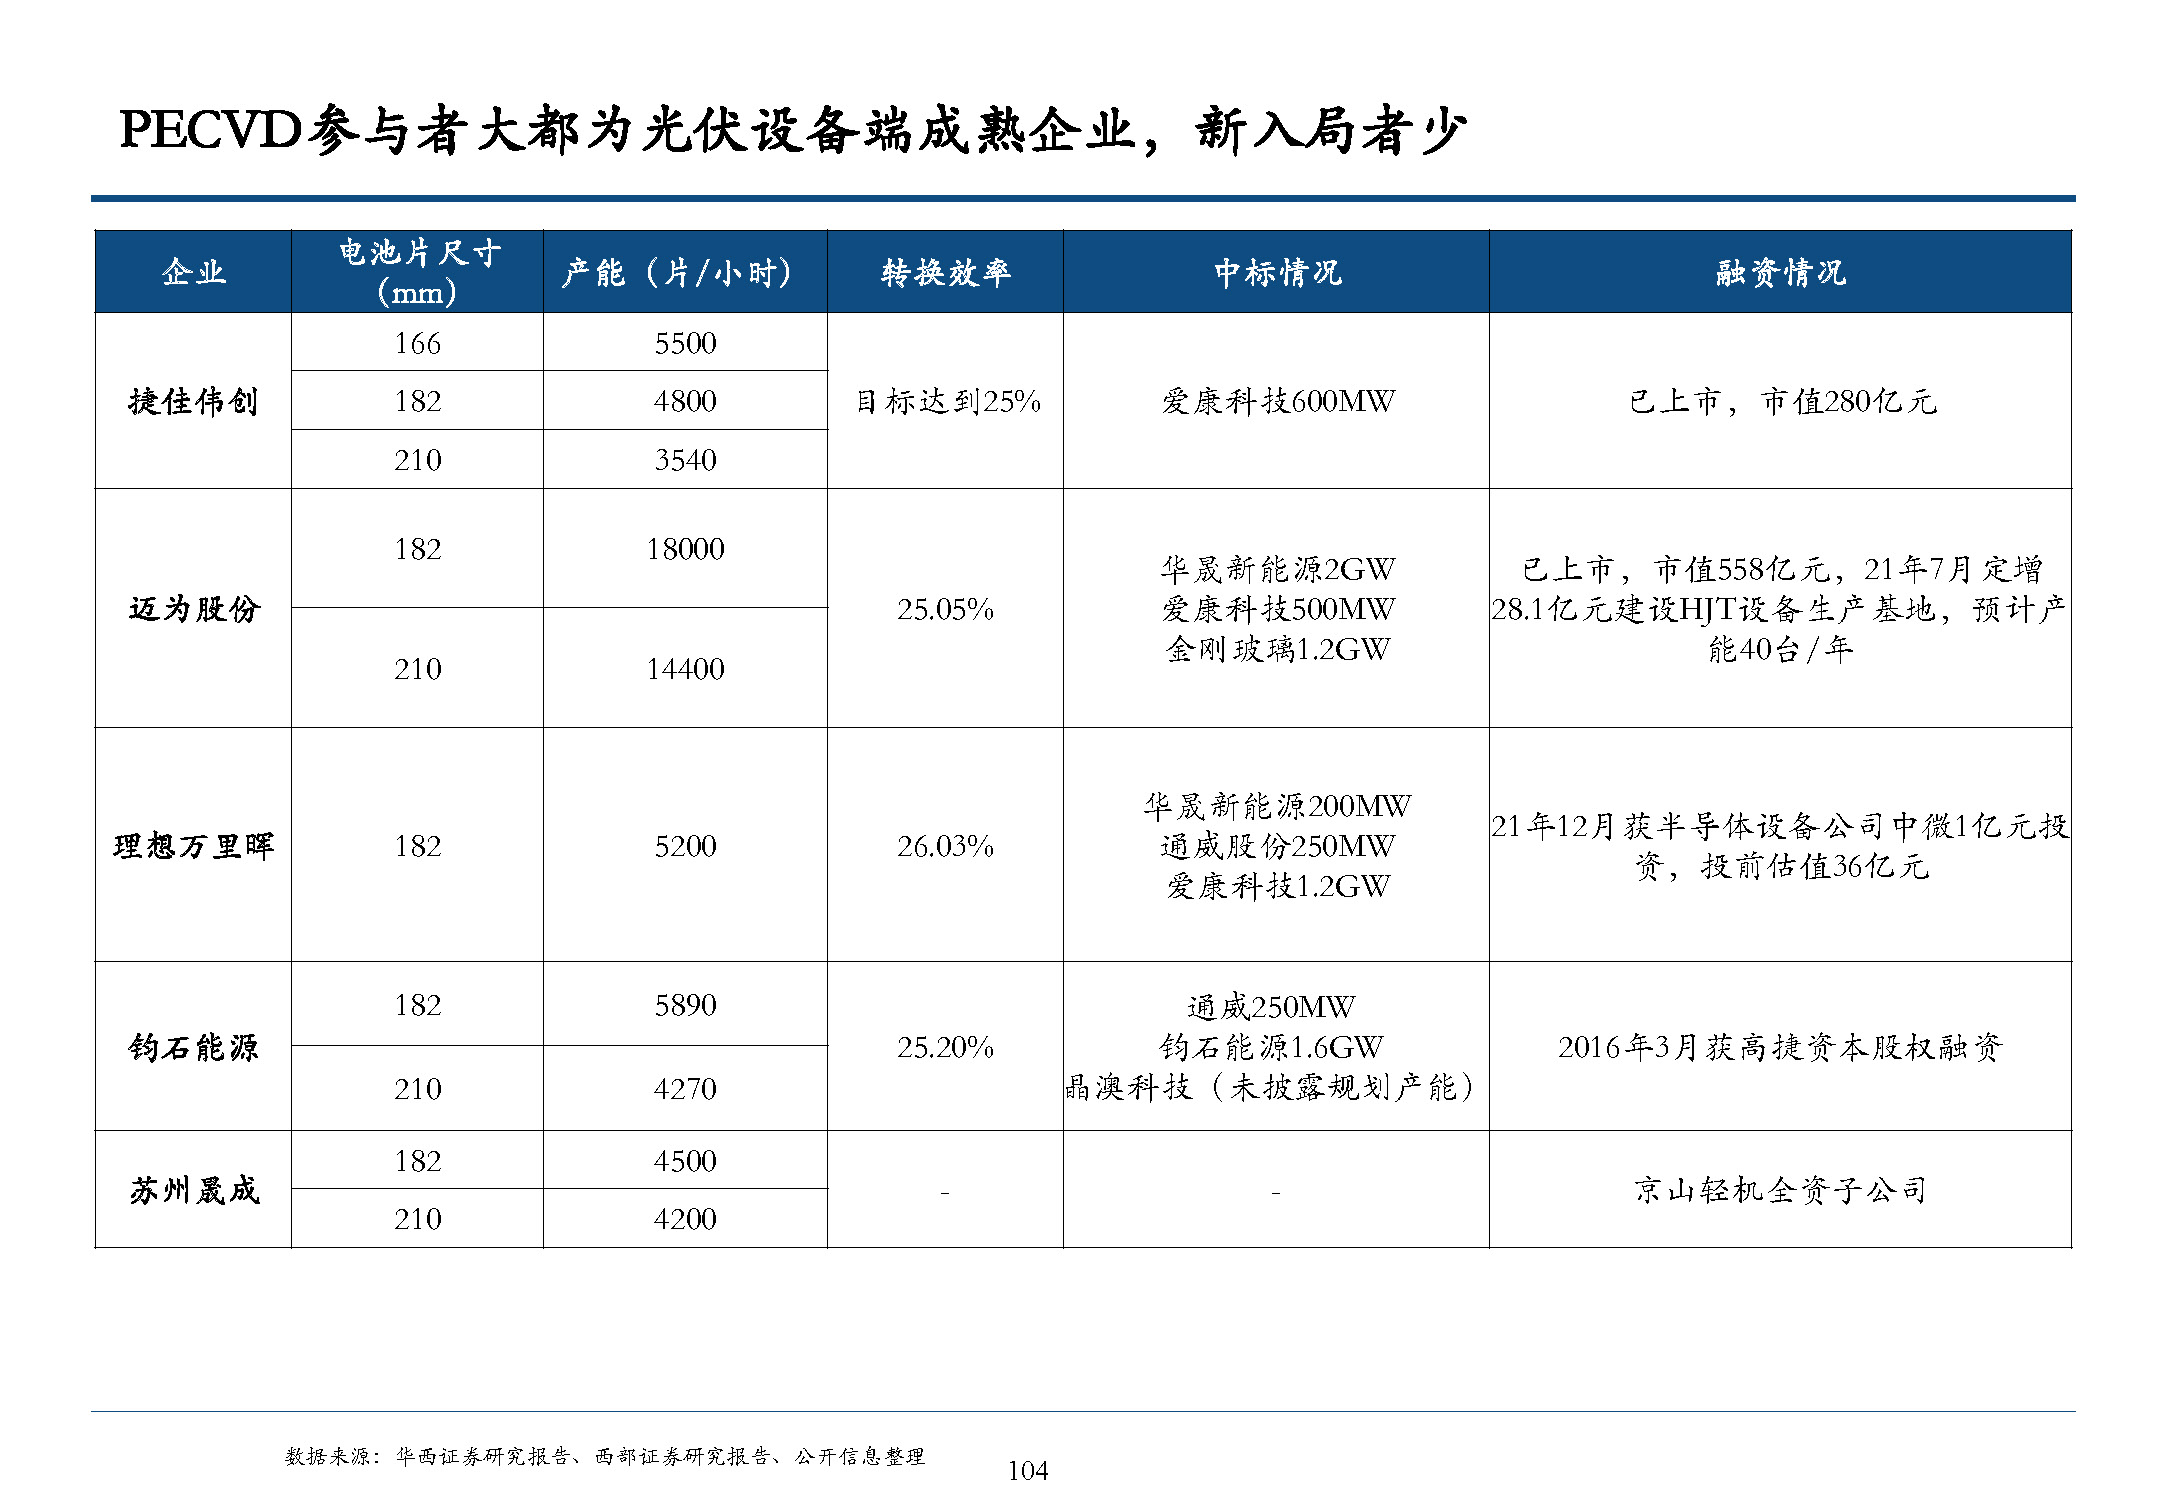 PECVD参与者大都为光伏设备端成熟企业，新入局者少
企业
电池片尺寸
（mm）
产能（片/小时）
转换效率
中标情况
融资情况
捷佳伟创
166
5500
182
4800
210
3540
目标达到25%
爱康科技600MW
已上市，市值280亿元
迈为股份
182
18000
210
14400
25.05%
华晟新能源2GW
爱康科技500MW
金刚玻璃1.2GW
已上市，市值558亿元，21年7月定增
28.1亿元建设HJT设备生产基地，预计产
能40台/年
理想万里晖
182
5200
26.03%
华晟新能源200MW
通威股份250MW
爱康科技1.2GW
21年12月获半导体设备公司中微1亿元投
资，投前估值36亿元
钧石能源
182
5890
210
4270
25.20%
通威250MW
钧石能源1.6GW
晶澳科技（未披露规划产能）
2016年3月获高捷资本股权融资
苏州晟成
182
4500
210
4200
-
-
京山轻机全资子公司
数据来源：华西证券研究报告、西部证券研究报告、公开信息整理
104